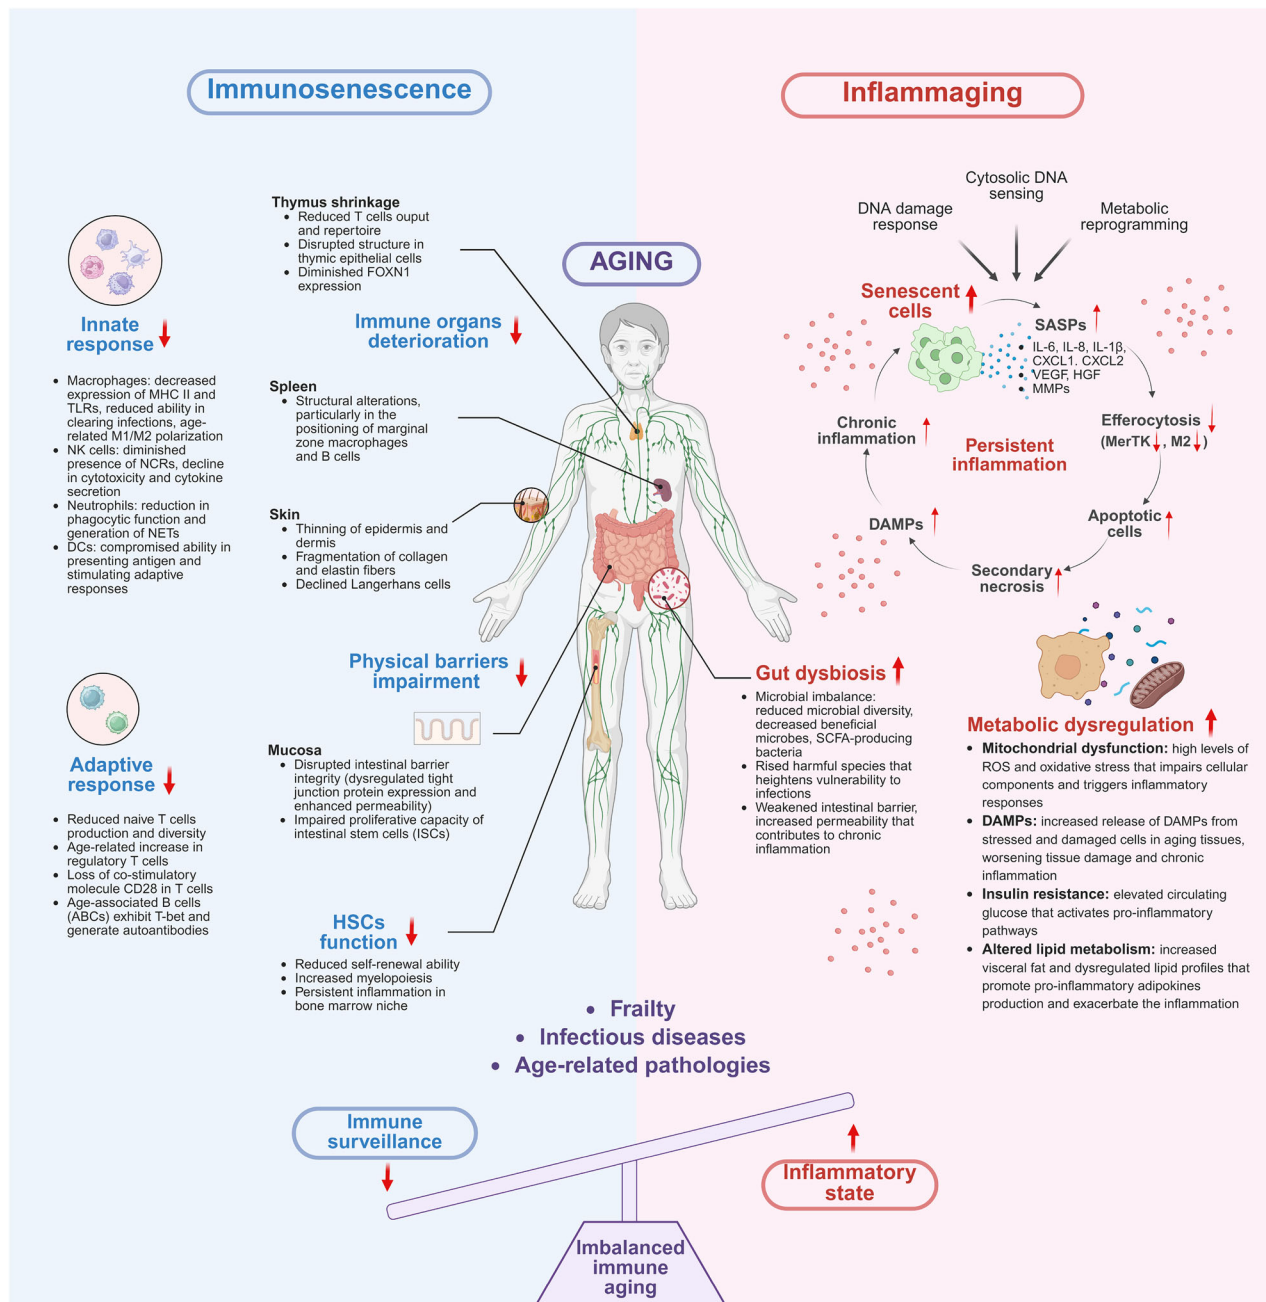 Immunosenescence
Inflammaging
AGING
Innate
response
• Macrophages: decreased
expression of MHC II and
TLRs, reduced ability in
clearing infections, age-
related M1/M2 polarization
• NK cells: diminished
presence of NCRs, decline
in cytotoxicity and cytokine
secretion
• Neutrophils: reduction in
phagocytic function and
generation of NETs
• DCs: compromised ability in
presenting antigen and
stimulating adaptive
responses
Adaptive
response
• Reduced naive T cells
production and diversity
• Age-related increase in
regulatory T cells
• Loss of co-stimulatory
molecule CD28 in T cells
• Age-associated B cells
(ABCs) exhibit T-bet and
generate autoantibodies
Thymus shrinkage
• Reduced T cells ouput
and repertoire
• Disrupted structure in
thymic epithelial cells
• Diminished FOXN1
expression
Immune organs
deterioration
Spleen
• Structural alterations,
particularly in the
positioning of marginal
zone macrophages
and B cells
Skin
• Thinning of epidermis and
dermis
• Fragmentation of collagen
and elastin fibers
• Declined Langerhans cells
Physical barriers
impairment
Mucosa
• Disrupted intestinal barrier
integrity (dysregulated tight
junction protein expression and
enhanced permeability)
• Impaired proliferative capacity of
intestinal stem cells (ISCs)
HSCs
function
• Reduced self-renewal ability
• Increased myelopoiesis
• Persistent inflammation in
bone marrow niche
Cytosolic DNA
sensing
DNA damage
response
Metabolic
reprogramming
Senescent
cells
SASPs
• IL-6, IL-8, IL-1β,
CXCL1. CXCL2
• VEGF, HGF
• MMPs
Efferocytosis
(MerTK , M2 )
Apoptotic
cells
Secondary
necrosis
DAMPs
Chronic
inflammation
Persistent
inflammation
Gut dysbiosis
• Microbial imbalance:
reduced microbial diversity,
decreased beneficial
microbes, SCFA-producing
bacteria
• Rised harmful species that
heightens vulnerability to
infections
• Weakened intestinal barrier,
increased permeability that
contributes to chronic
inflammation
Metabolic dysregulation
• Mitochondrial dysfunction: high levels of
ROS and oxidative stress that impairs cellular
components and triggers inflammatory
responses
• DAMPs: increased release of DAMPs from
stressed and damaged cells in aging tissues,
worsening tissue damage and chronic
inflammation
• Insulin resistance: elevated circulating
glucose that activates pro-inflammatory
pathways
• Altered lipid metabolism: increased
visceral fat and dysregulated lipid profiles that
promote pro-inflammatory adipokines
production and exacerbate the inflammation
• Frailty
• Infectious diseases
• Age-related pathologies
Immune
surveillance
Inflammatory
state
Imbalanced
immune
aging